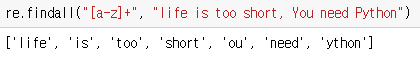 re.findall("[a-z]+", "life is too short, You need Python")
['life', 'is', 'too', 'short', 'ou', 'need', 'ython']